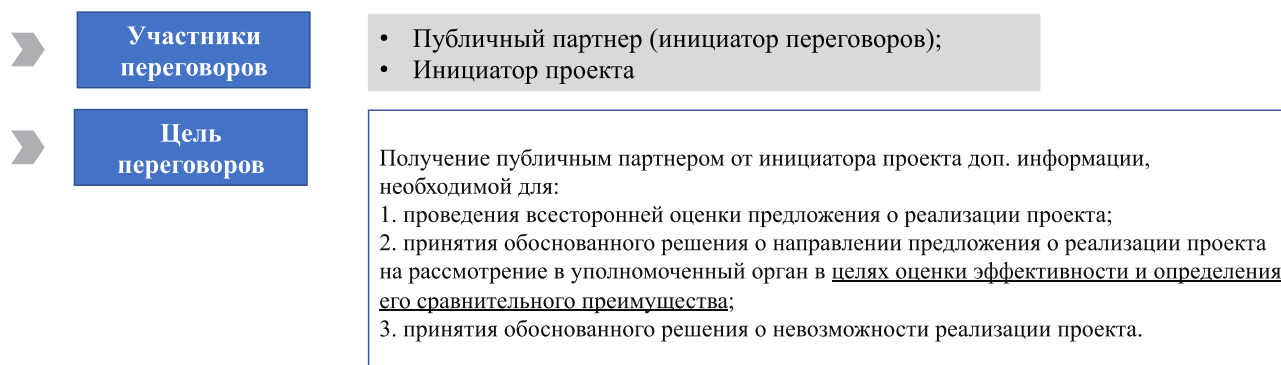 Участники
переговоров
• Публичный партнер (инициатор переговоров);
• Инициатор проекта
Цель
переговоров
Получение публичным партнером от инициатора проекта доп. информации,
необходимой для:
1. проведения всесторонней оценки предложения о реализации проекта;
2. принятия обоснованного решения о направлении предложения о реализации проекта
на рассмотрение в уполномоченный орган в целях оценки эффективности и определения
его сравнительного преимущества;
3. принятия обоснованного решения о невозможности реализации проекта.